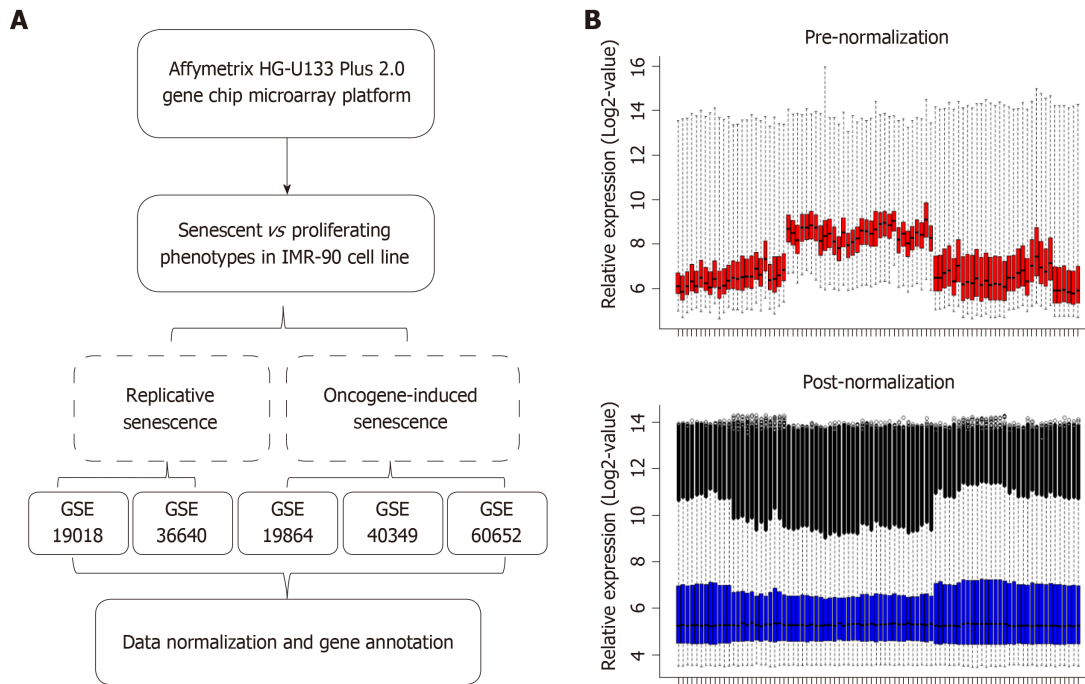 A
Affymetrix HG-U133 Plus 2.0
gene chip microarray platform
Senescent vs proliferating
phenotypes in IMR-90 cell line
Replicative
senescence
Oncogene-induced
senescence
GSE
19018
GSE
36640
GSE
19864
GSE
40349
GSE
60652
Data normalization and gene annotation
B
Pre-normalization
Relative expression (Log2-value)
16
14
12
10
8
6
Post-normalization
Relative expression (Log2-value)
14
12
10
8
6
4